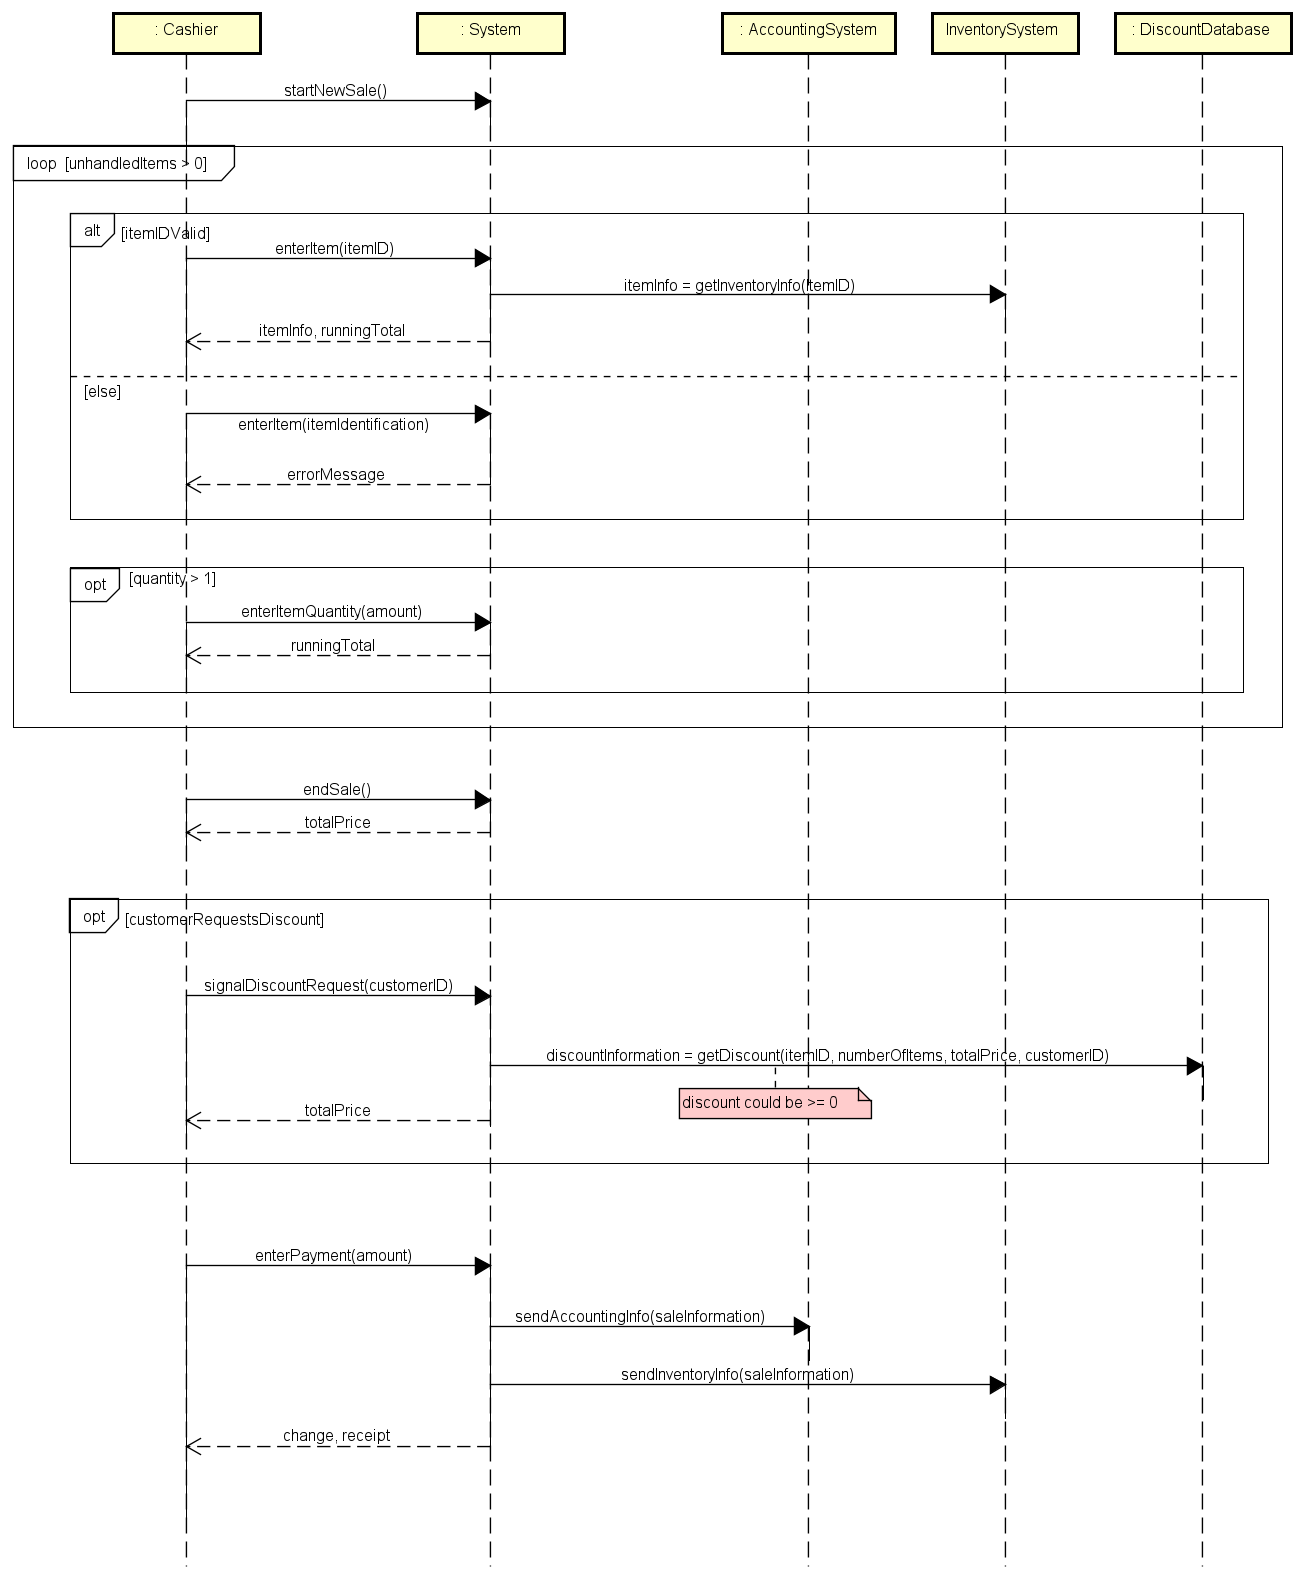 : Cashier
: System
: AccountingSystem
InventorySystem
: DiscountDatabase
startNewSale()
loop [unhandledItems > 0]
alt [itemIDValid]
enterItem(itemID)
itemInfo = getInventoryInfo(itemID)
itemInfo, runningTotal
[else]
enterItem(itemIdentification)
errorMessage
opt [quantity > 1]
enterItemQuantity(amount)
runningTotal
endSale()
totalPrice
opt [customerRequestsDiscount]
signalDiscountRequest(customerID)
discountInformation = getDiscount(itemID, numberOfItems, totalPrice, customerID)
discount could be >= 0
totalPrice
enterPayment(amount)
sendAccountingInfo(saleInformation)
sendInventoryInfo(saleInformation)
change, receipt